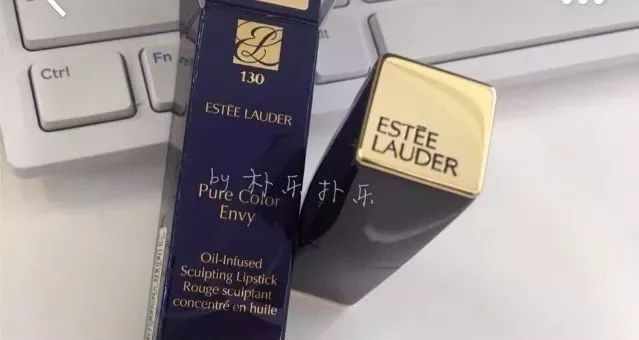 Ctrl
Fn
130
ESTĒE LAUDER
ESTĒE
LAUDER
by 朴乐朴乐
Pure Color
Envy
Oil-Infused
Sculpting Lipstick
Rouge sculptant
concentré en huile